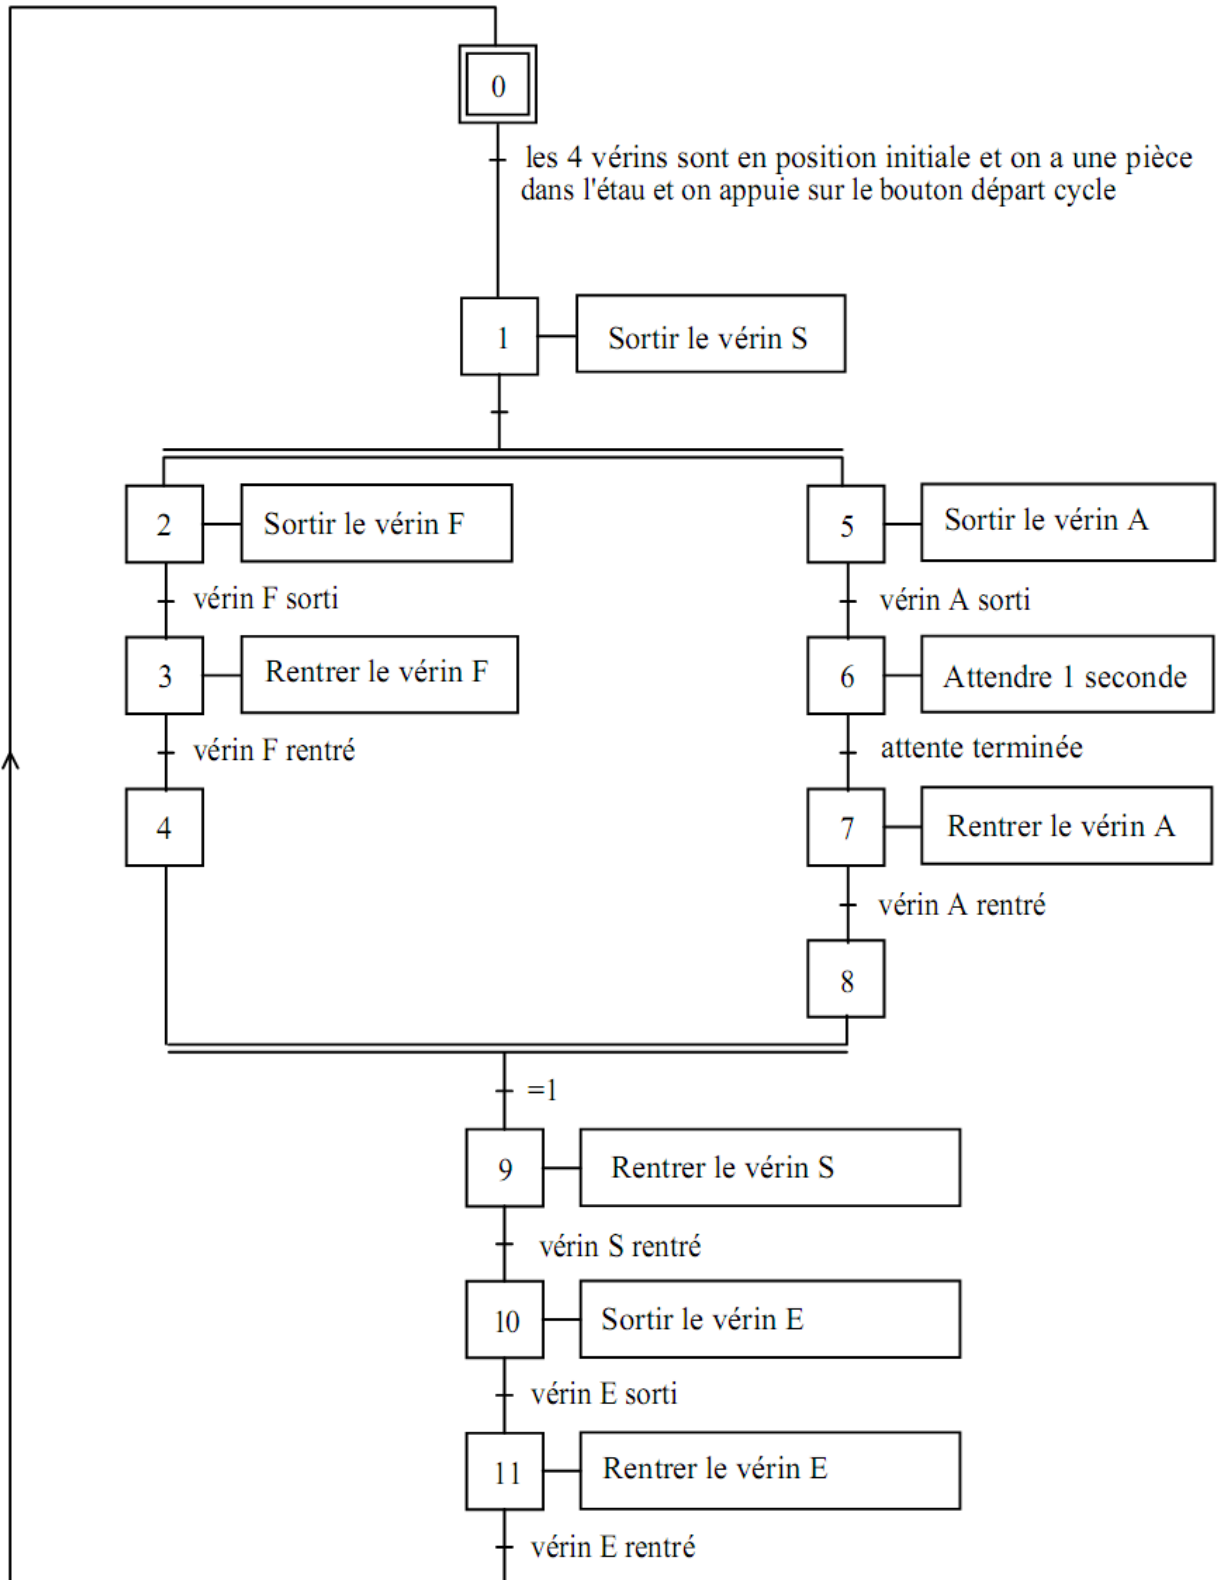 0
les 4 vérins sont en position initiale et on a une pièce
dans l'étau et on appuie sur le bouton départ cycle
1
Sortir le vérin S
2
Sortir le vérin F
5
Sortir le vérin A
vérin F sorti
vérin A sorti
3
Rentrer le vérin F
6
Attendre 1 seconde
vérin F rentré
attente terminée
4
7
Rentrer le vérin A
vérin A rentré
8
=1
9
Rentrer le vérin S
vérin S rentré
10
Sortir le vérin E
vérin E sorti
11
Rentrer le vérin E
vérin E rentré